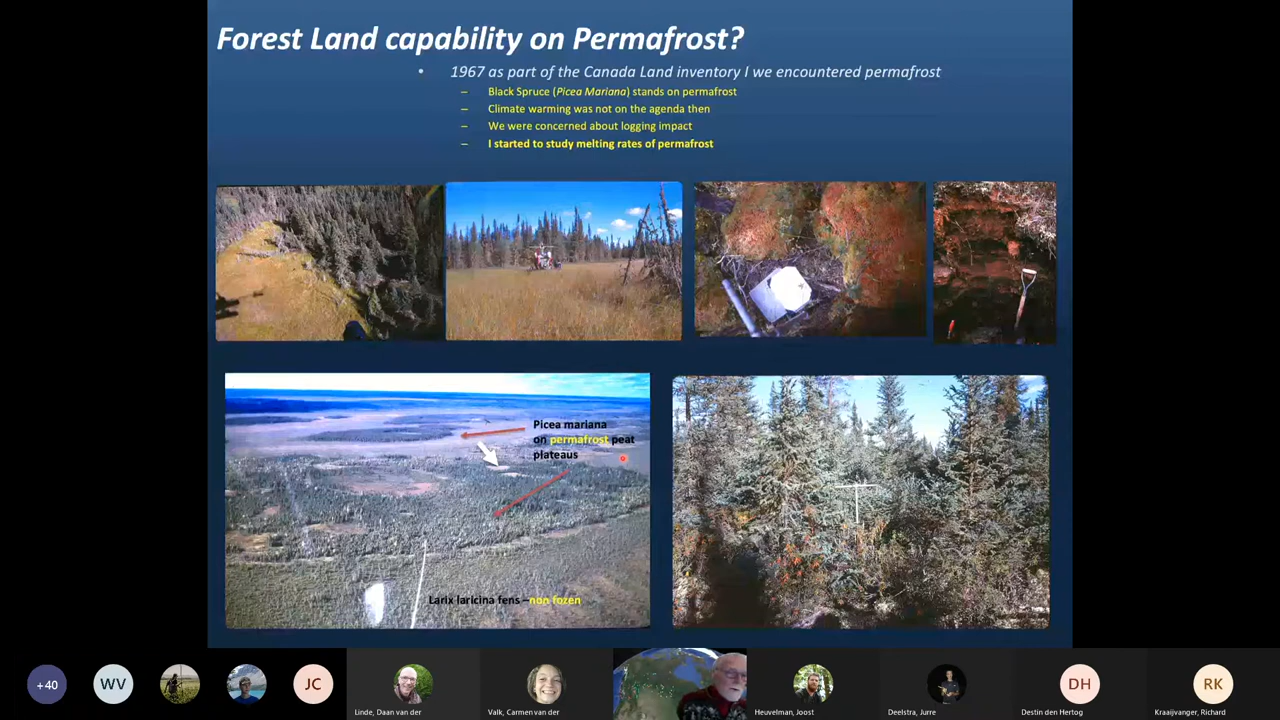 Forest Land capability on Permafrost?
• 1967 as part of the Canada Land inventory I we encountered permafrost
– Black Spruce (Picea Mariana) stands on permafrost
– Climate warming was not on the agenda then
– We were concerned about logging impact
– I started to study melting rates of permafrost
Picea mariana
on permafrost peat
plateaus
Larix laricina fens –non fozen
+40
WV
JC
DH
RK
Linde, Daan van der
Valk, Carmen van der
Heuvelman, Joost
Deelstra, Jurre
Destin den Hertog
Kraaijvanger, Richard